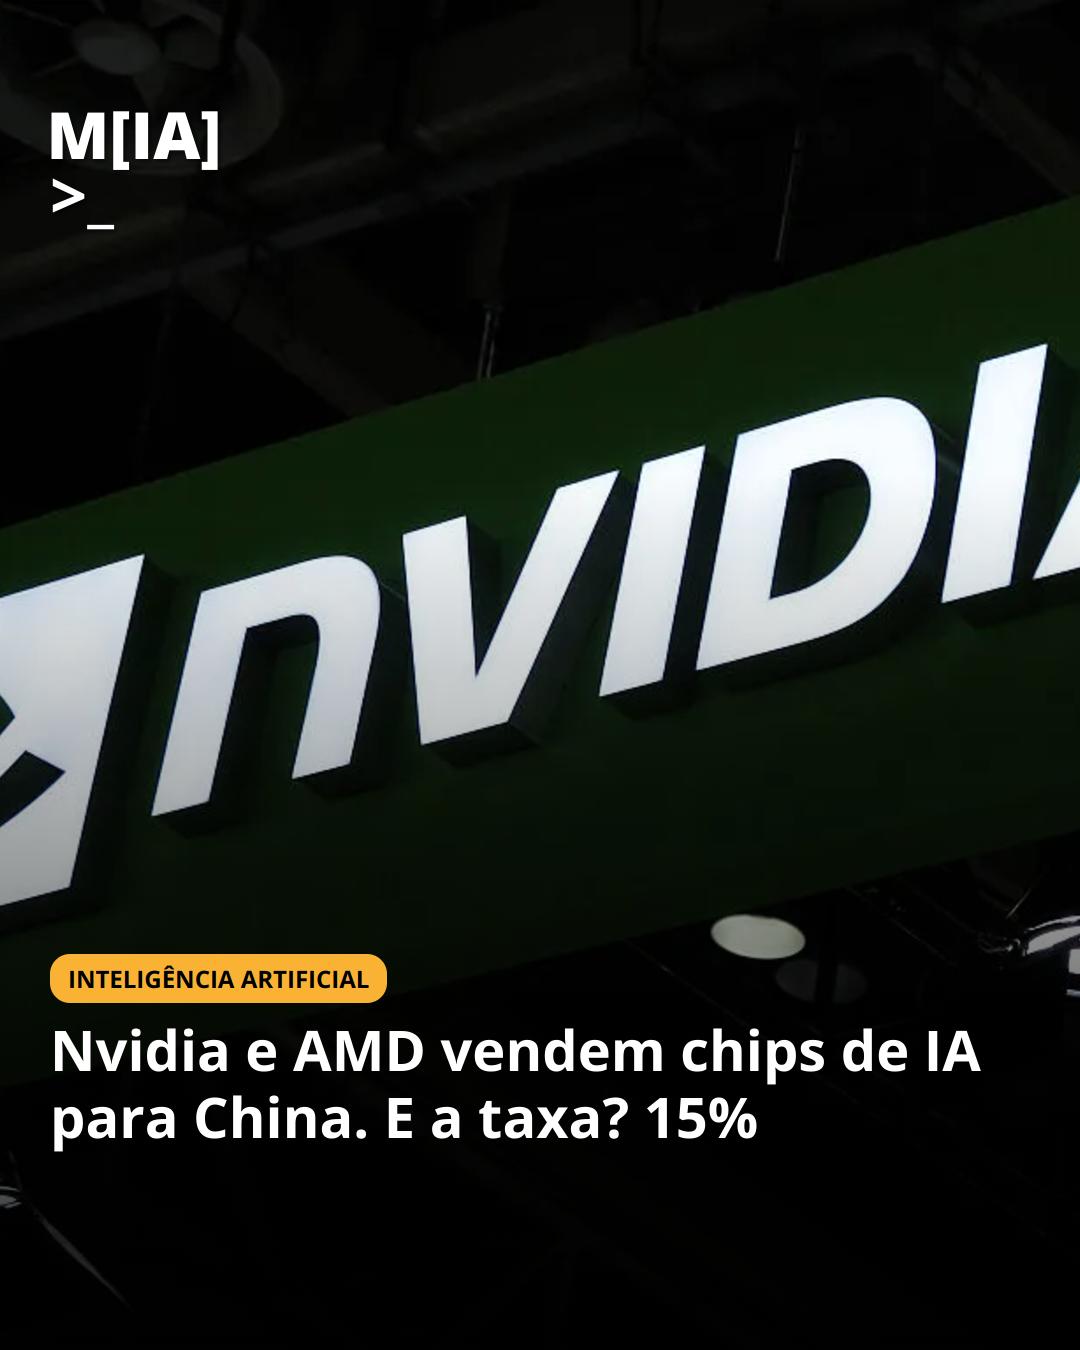 M[IA]
>_
nVIDIA
INTELIGÊNCIA ARTIFICIAL
Nvidia e AMD vendem chips de IA
para China. E a taxa? 15%